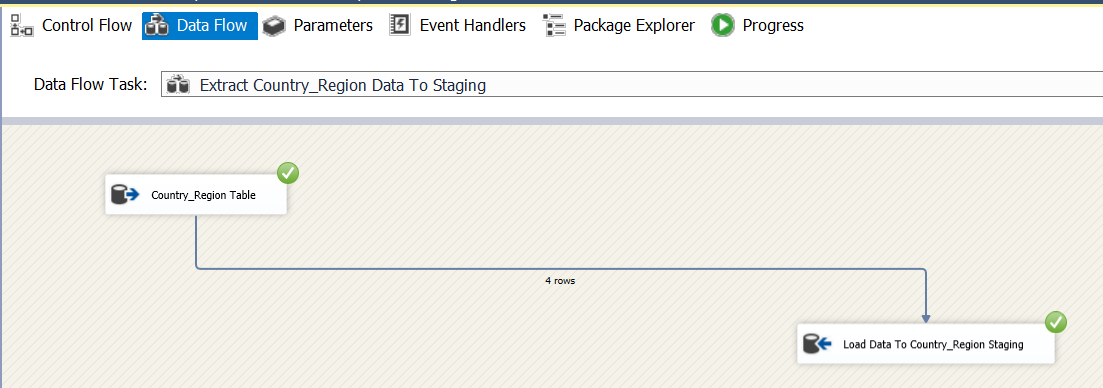 Control Flow Data Flow Parameters Event Handlers Package Explorer Progress
Data Flow Task: Extract Country_Region Data To Staging
Country_Region Table
4 rows
Load Data To Country_Region Staging